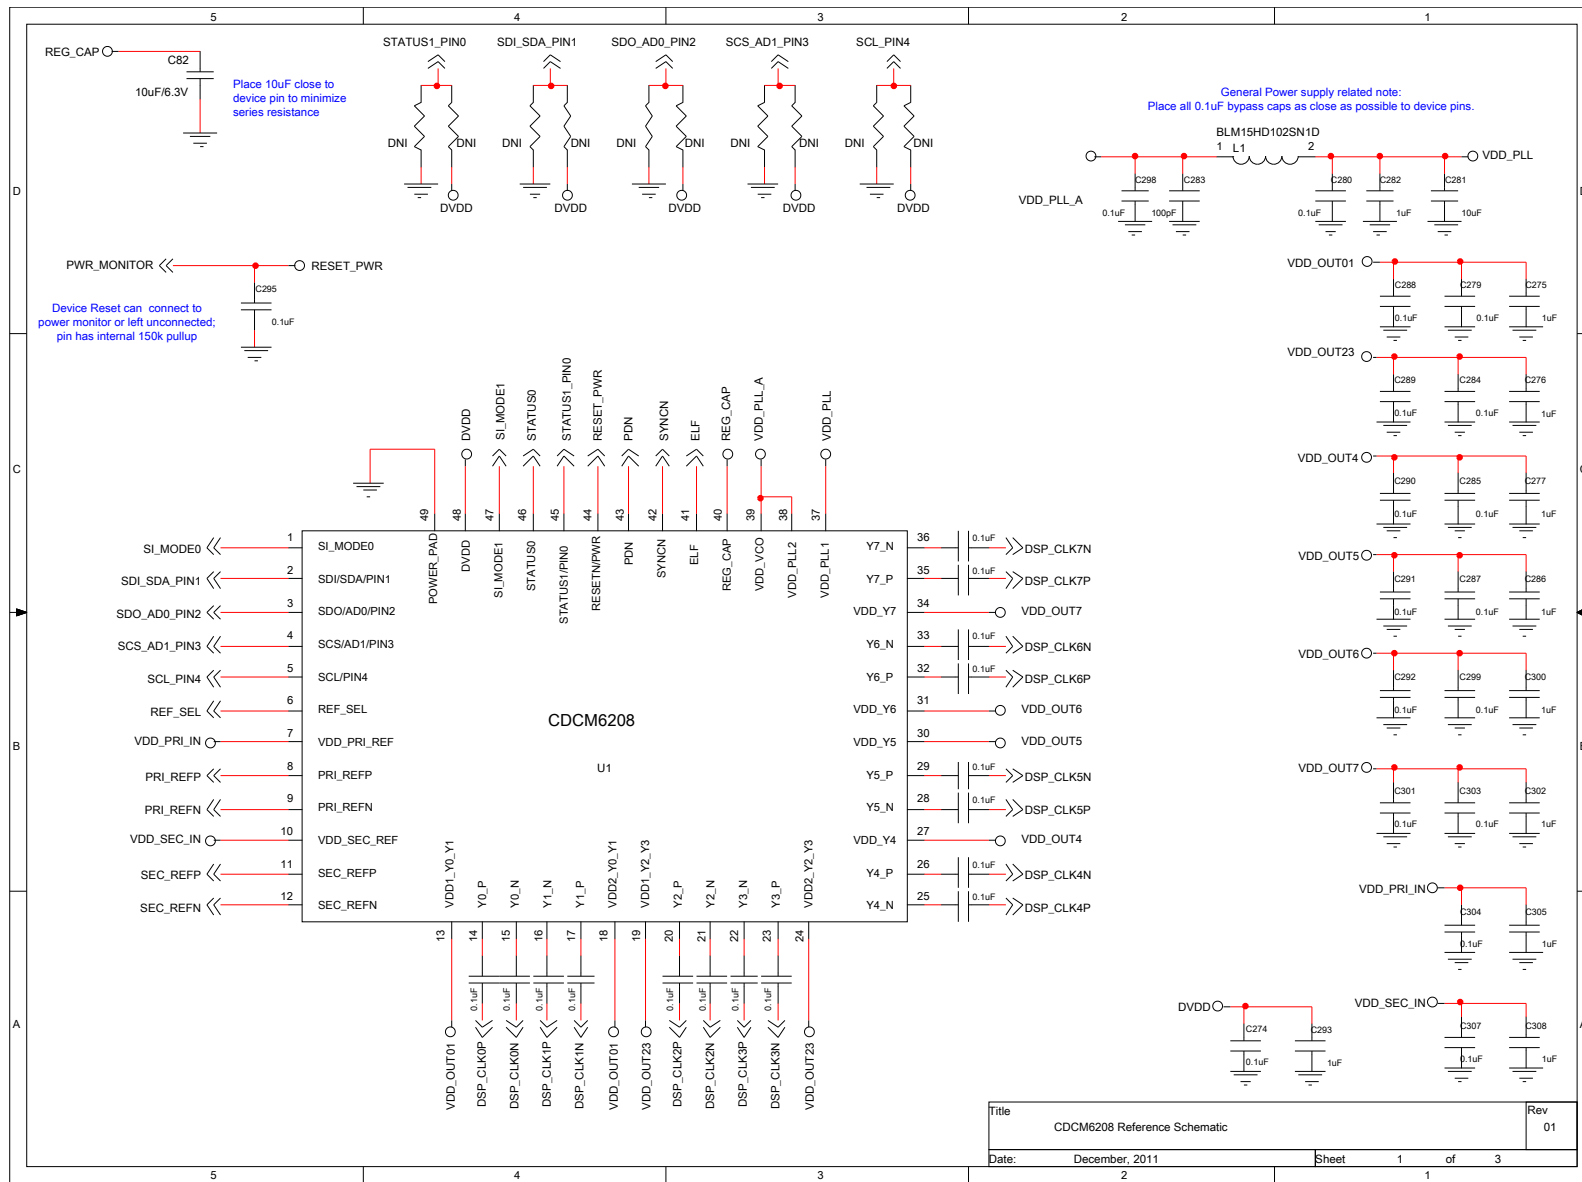 5 4 3 2 1
REG_CAP
C82
10uF/6.3V
Place 10uF close to
device pin to minimize
series resistance
STATUS1_PIN0 SDI_SDA_PIN1 SDO_AD0_PIN2 SCS_AD1_PIN3 SCL_PIN4
DNI DNI DNI DNI DNI DNI DNI DNI DNI DNI
DVDD DVDD DVDD DVDD DVDD
General Power supply related note:
Place all 0.1uF bypass caps as close as possible to device pins.
BLM15HD102SN1D
1 L1 2
VDD_PLL
VDD_PLL_A
C298 C283 C280 C282 C281
0.1uF 100pF 0.1uF 1uF 10uF
D
PWR_MONITOR RESET_PWR
C295
0.1uF
Device Reset can connect to
power monitor or left unconnected;
pin has internal 150k pullup
VDD_OUT01
C288 C279 C275
0.1uF 0.1uF 1uF
VDD_OUT23
C289 C284 C276
0.1uF 0.1uF 1uF
VDD_OUT4
C290 C285 C277
0.1uF 0.1uF 1uF
VDD_OUT5
C291 C287 C286
0.1uF 0.1uF 1uF
VDD_OUT6
C292 C299 C300
0.1uF 0.1uF 1uF
VDD_OUT7
C301 C303 C302
0.1uF 0.1uF 1uF
VDD_PRI_IN
C304 C305
0.1uF 1uF
VDD_SEC_IN
C307 C308
0.1uF 1uF
DVDD
C274 C293
0.1uF 1uF
C
DVDD SI_MODE1 STATUS0 STATUS1_PIN0 RESET_PWR PDN SYNCN ELF REG_CAP VDD_PLL_A VDD_PLL
49 48 47 46 45 44 43 42 41 40 39 38 37
POWER_PAD DVDD SI_MODE1 STATUS0 STATUS1/PIN0 RESETN/PWR PDN SYNCN ELF REG_CAP VDD_VCO VDD_PLL2 VDD_PLL1
SI_MODE0 1 SI_MODE0
SDI_SDA_PIN1 2 SDI/SDA/PIN1
SDO_AD0_PIN2 3 SDO/AD0/PIN2
SCS_AD1_PIN3 4 SCS/AD1/PIN3
SCL_PIN4 5 SCL/PIN4
REF_SEL 6 REF_SEL
VDD_PRI_IN 7 VDD_PRI_REF
PRI_REFP 8 PRI_REFP
PRI_REFN 9 PRI_REFN
VDD_SEC_IN 10 VDD_SEC_REF
SEC_REFP 11 SEC_REFP
SEC_REFN 12 SEC_REFN
B
CDCM6208
U1
Y7_N 36 0.1uF DSP_CLK7N
Y7_P 35 0.1uF DSP_CLK7P
VDD_Y7 34 VDD_OUT7
Y6_N 33 0.1uF DSP_CLK6N
Y6_P 32 0.1uF DSP_CLK6P
VDD_Y6 31 VDD_OUT6
VDD_Y5 30 VDD_OUT5
Y5_P 29 0.1uF DSP_CLK5N
Y5_N 28 0.1uF DSP_CLK5P
VDD_Y4 27 VDD_OUT4
Y4_P 26 0.1uF DSP_CLK4N
Y4_N 25 0.1uF DSP_CLK4P
VDD1_Y0_Y1 Y0_P Y0_N Y1_N Y1_P VDD2_Y0_Y1 VDD1_Y2_Y3 Y2_P Y2_N Y3_N Y3_P VDD2_Y2_Y3
13 14 15 16 17 18 19 20 21 22 23 24
0.1uF 0.1uF 0.1uF 0.1uF 0.1uF 0.1uF 0.1uF 0.1uF
VDD_OUT01 DSP_CLK0P DSP_CLK0N DSP_CLK1P DSP_CLK1N VDD_OUT01 VDD_OUT23 DSP_CLK2P DSP_CLK2N DSP_CLK3P DSP_CLK3N VDD_OUT23
A
Title
CDCM6208 Reference Schematic
Rev
01
Date: December, 2011
Sheet 1 of 3
5 4 3 2 1